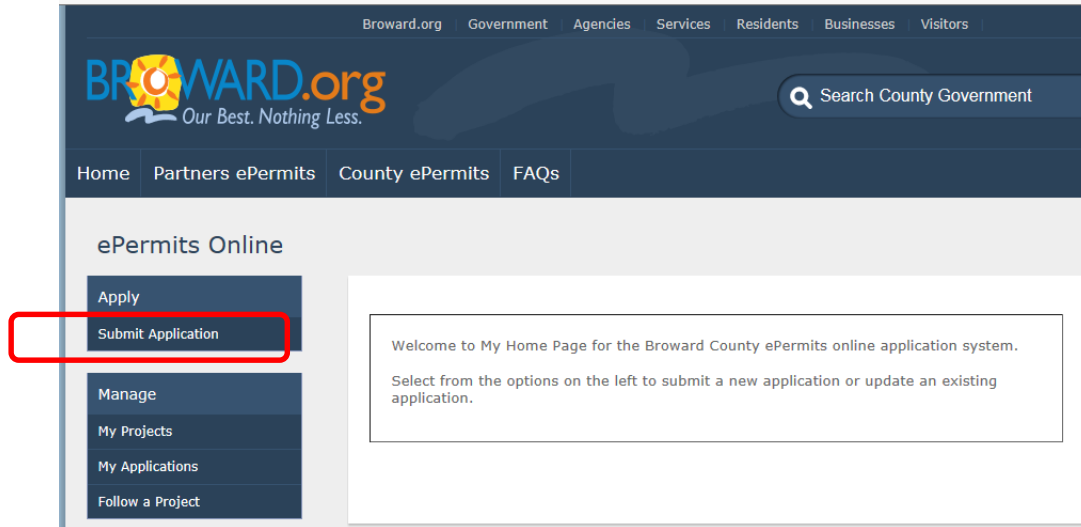 Broward.org Government Agencies Services Residents Businesses Visitors
BROWARD.org
Our Best. Nothing Less.
Search County Government
Home Partners ePermits County ePermits FAQs
ePermits Online
Apply
Submit Application
Manage
My Projects
My Applications
Follow a Project
Welcome to My Home Page for the Broward County ePermits online application system.
Select from the options on the left to submit a new application or update an existing
application.